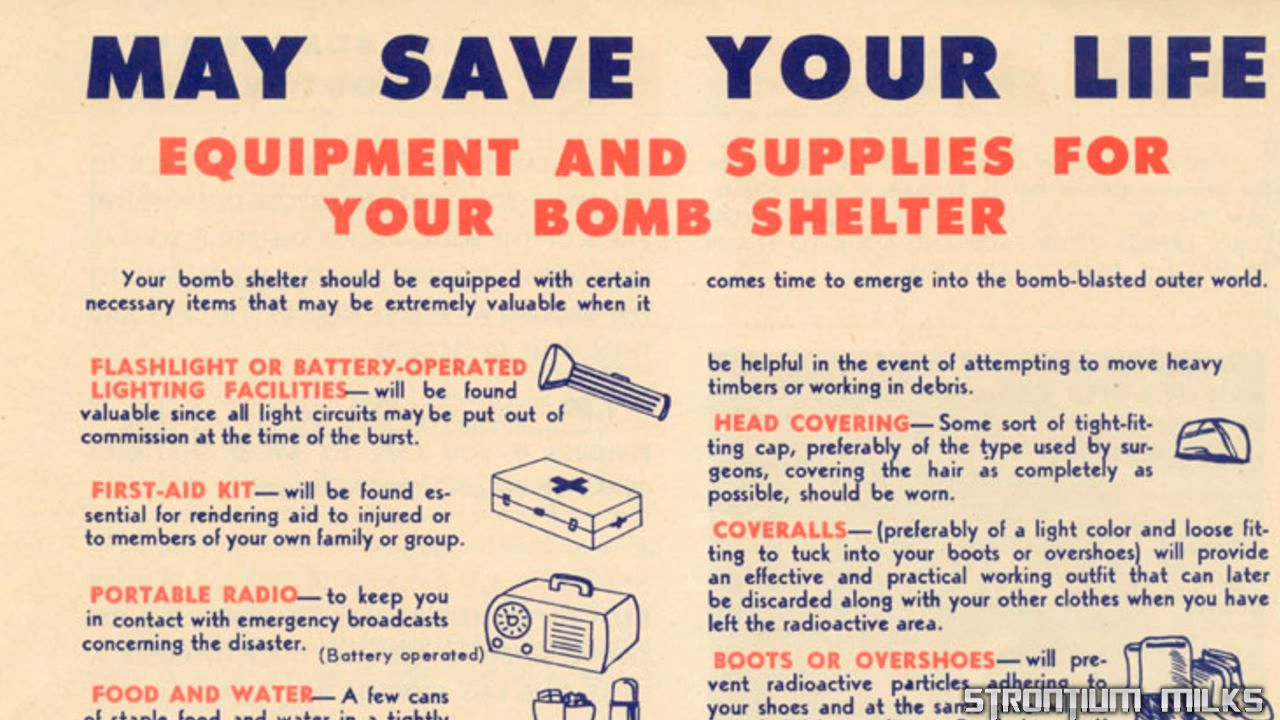 MAY SAVE YOUR LIFE
EQUIPMENT AND SUPPLIES FOR
YOUR BOMB SHELTER
Your bomb shelter should be equipped with certain
necessary items that may be extremely valuable when it
comes time to emerge into the bomb-blasted outer world.
FLASHLIGHT OR BATTERY-OPERATED
LIGHTING FACILITIES—will be found
valuable since all light circuits may be put out of
commission at the time of the burst.
FIRST-AID KIT—will be found es-
sential for rendering aid to injured or
to members of your own family or group.
PORTABLE RADIO—to keep you
in contact with emergency broadcasts
concerning the disaster.
(Battery operated)
FOOD AND WATER—A few cans
of staple food and water in a tightly
be helpful in the event of attempting to move heavy
timbers or working in debris.
HEAD COVERING—Some sort of tight-fit-
ting cap, preferably of the type used by sur-
geons, covering the hair as completely as
possible, should be worn.
COVERALLS—(preferably of a light color and loose fit-
ting to tuck into your boots or overshoes) will provide
an effective and practical working outfit that can later
be discarded along with your other clothes when you have
left the radioactive area.
BOOTS OR OVERSHOES—will pre-
vent radioactive particles adhering to
your shoes and at the sam
STRONTIUM MILKS